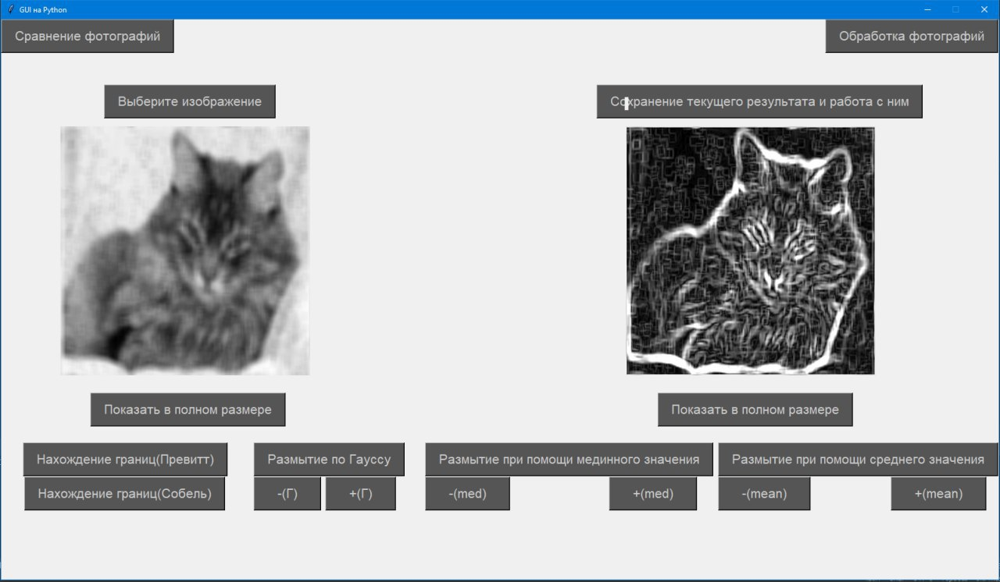 GUI на Python
Сравнение фотографий
Обработка фотографий
Выберите изображение
Сохранение текущего результата и работа с ним
Показать в полном размере
Показать в полном размере
Нахождение границ(Превитт)
Размытие по Гауссу
Размытие при помощи мединного значения
Размытие при помощи среднего значения
Нахождение границ(Собель)
-(Г)
+(Г)
-(med)
+(med)
-(mean)
+(mean)